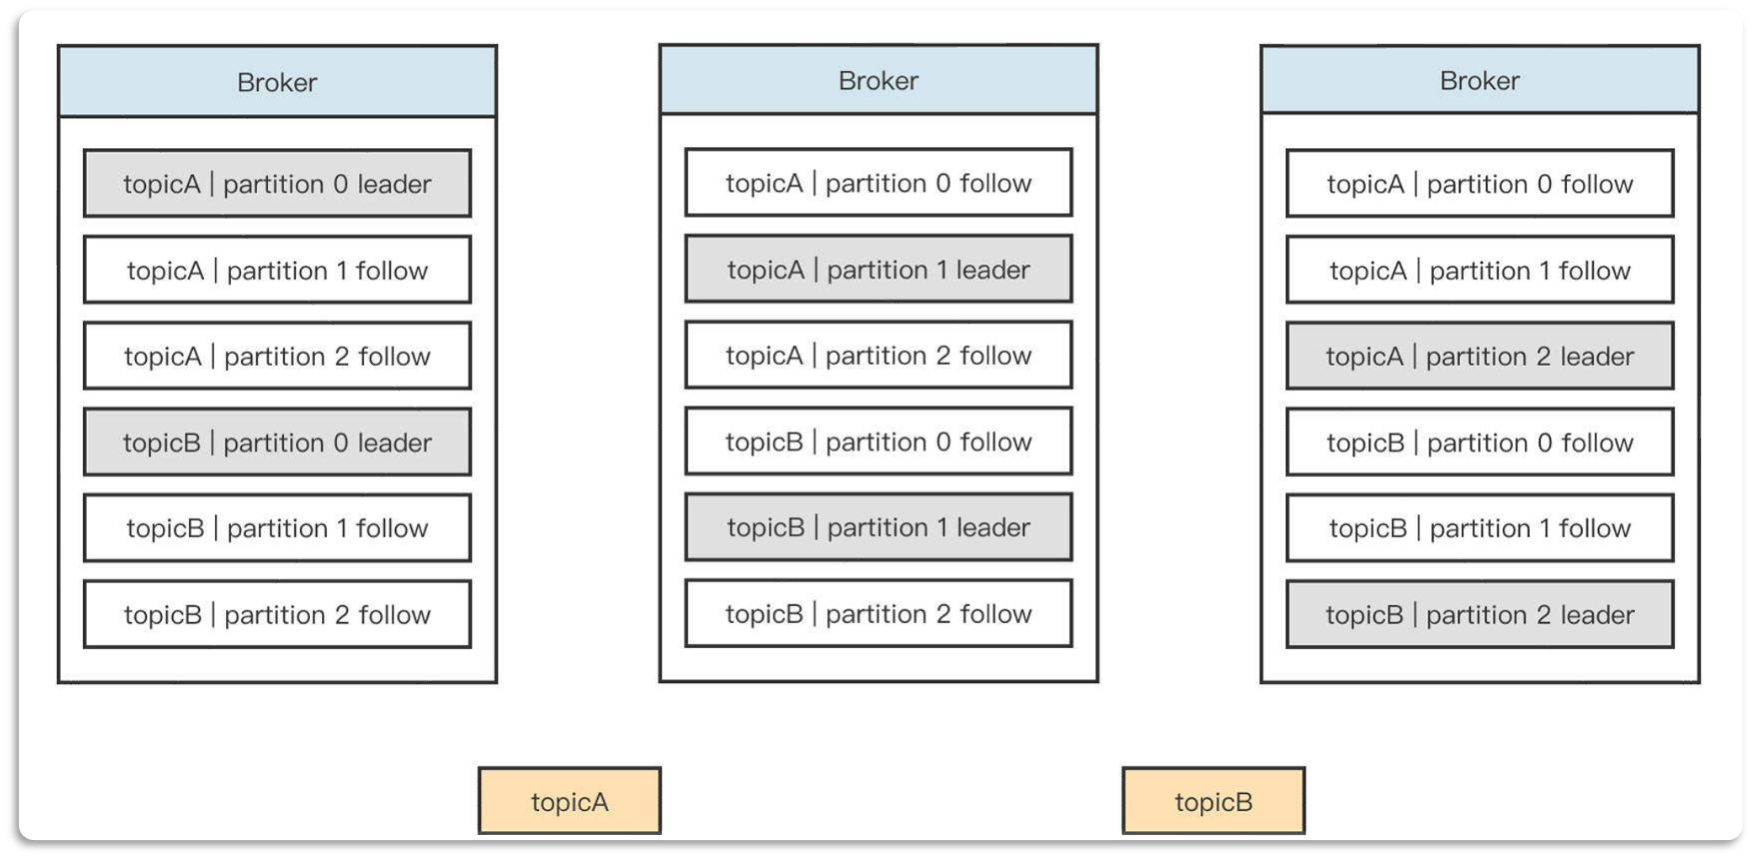 Broker
topicA | partition 0 leader
topicA | partition 1 follow
topicA | partition 2 follow
topicB | partition 0 leader
topicB | partition 1 follow
topicB | partition 2 follow
Broker
topicA | partition 0 follow
topicA | partition 1 leader
topicA | partition 2 follow
topicB | partition 0 follow
topicB | partition 1 leader
topicB | partition 2 follow
Broker
topicA | partition 0 follow
topicA | partition 1 follow
topicA | partition 2 leader
topicB | partition 0 follow
topicB | partition 1 follow
topicB | partition 2 leader
topicA
topicB